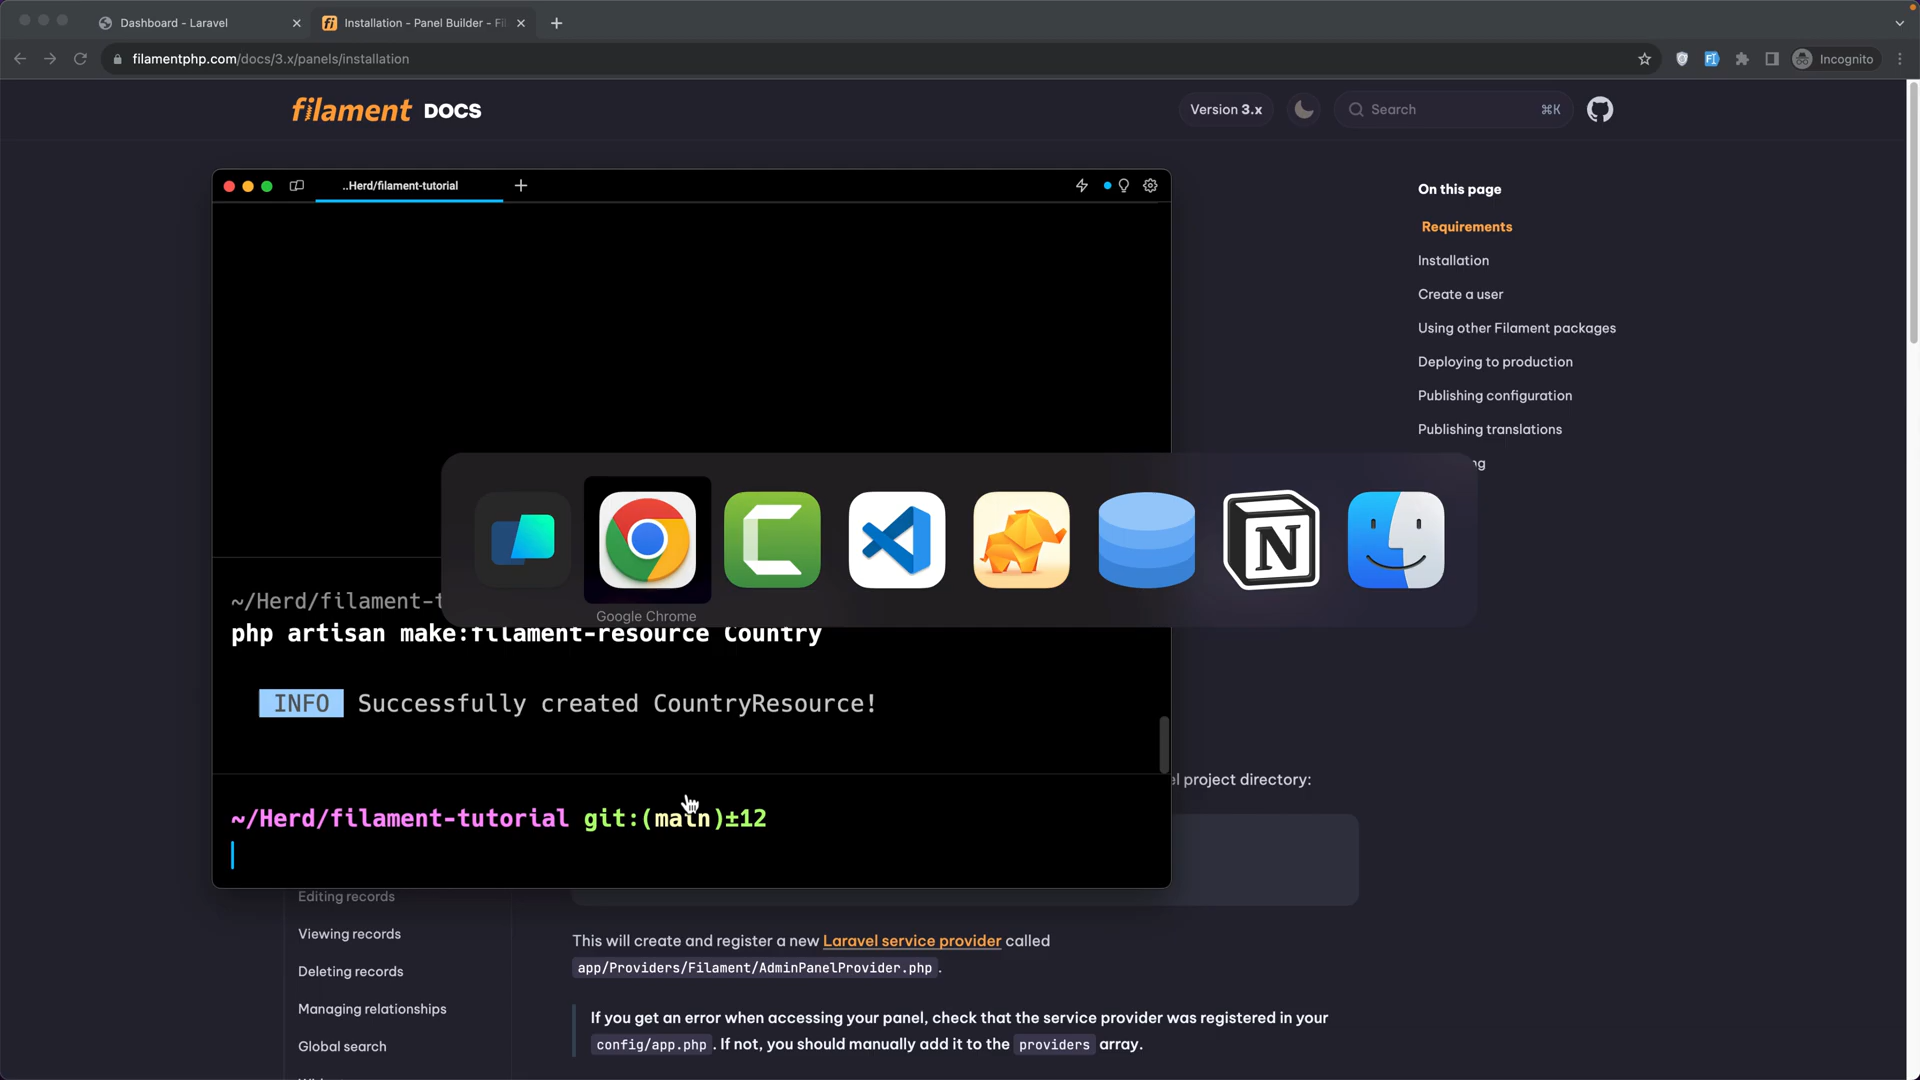 Dashboard - Laravel
Installation - Panel Builder - Fi
filamentphp.com/docs/3.x/panels/installation
Incognito
filament DOCS
Version 3.x
Search
⌘K
..Herd/filament-tutorial
On this page
Requirements
Installation
Create a user
Using other Filament packages
Deploying to production
Publishing configuration
Publishing translations
ng
Google Chrome
~/Herd/filament-t
php artisan make:filament-resource Country
INFO Successfully created CountryResource!
~/Herd/filament-tutorial git:(main)±12
el project directory:
Editing records
Viewing records
Deleting records
Managing relationships
Global search
This will create and register a new Laravel service provider called
app/Providers/Filament/AdminPanelProvider.php.
If you get an error when accessing your panel, check that the service provider was registered in your
config/app.php. If not, you should manually add it to the providers array.